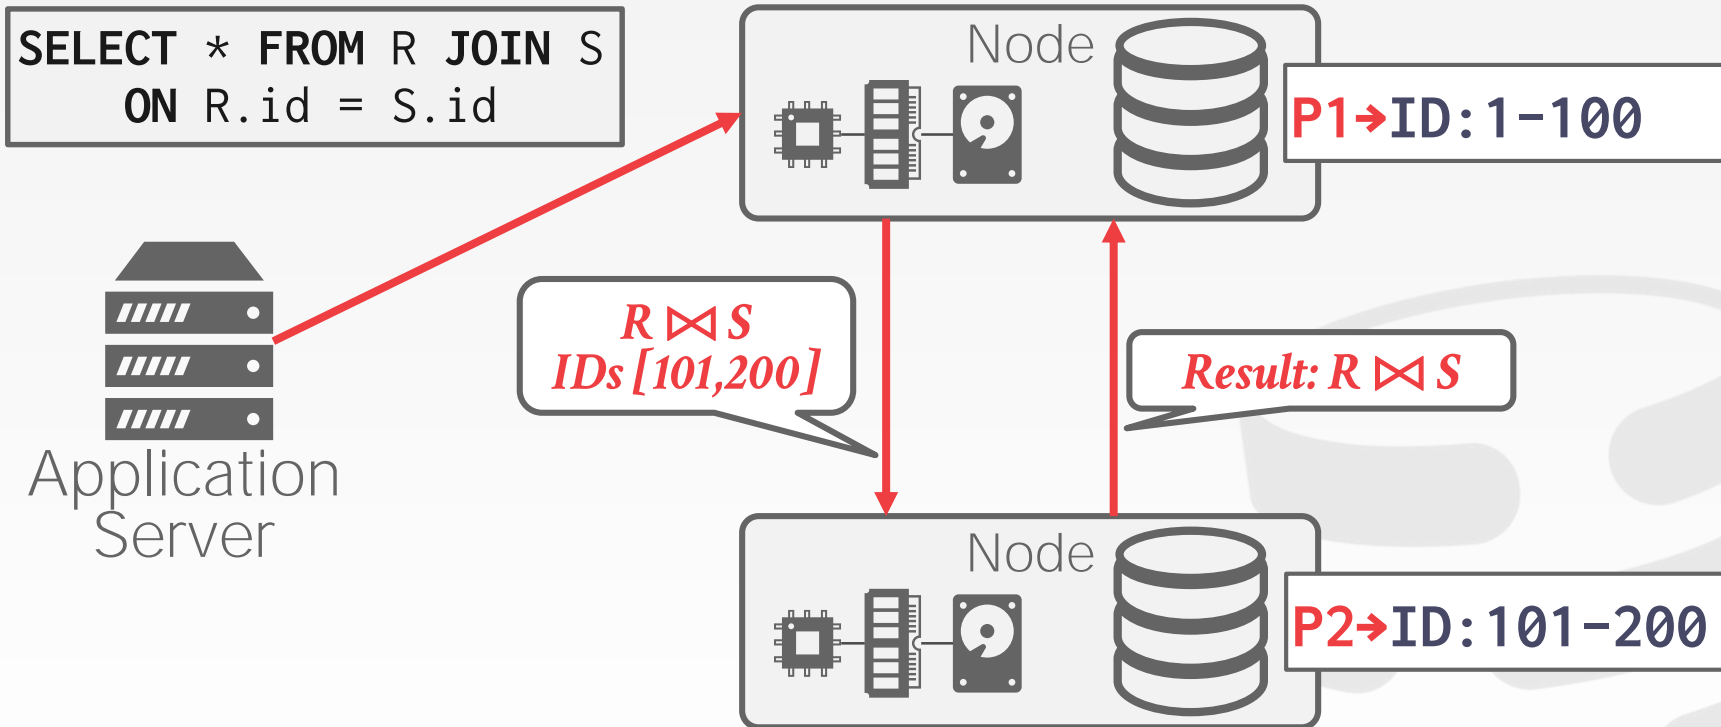 SELECT * FROM R JOIN S
ON R.id = S.id
Node
P1→ID:1-100
R ⋈ S
IDs [101,200]
Result: R ⋈ S
Application
Server
Node
P2→ID:101-200